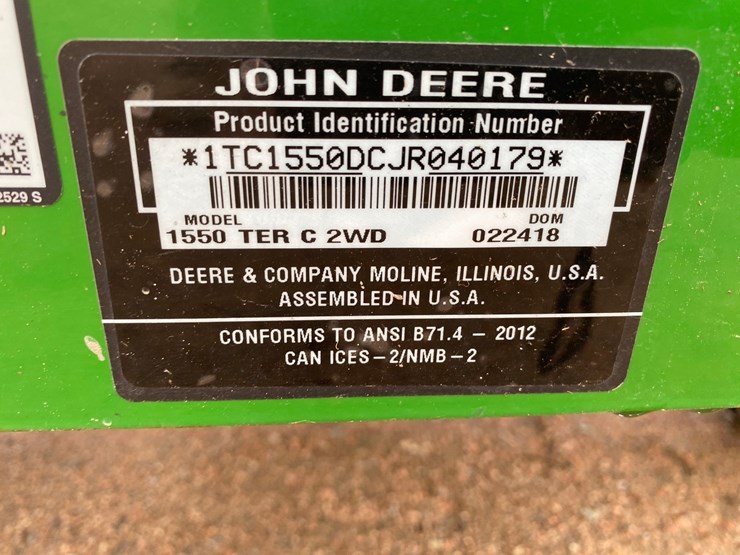 JOHN DEERE
Product Identification Number
*1TC1550DCJR040179*
MODEL DOM
1550 TER C 2WD 022418
DEERE & COMPANY MOLINE, ILLINOIS, U.S.A.
ASSEMBLED IN U.S.A.
CONFORMS TO ANSI B71.4 – 2012
CAN ICES–2/NMB–2
2529 S